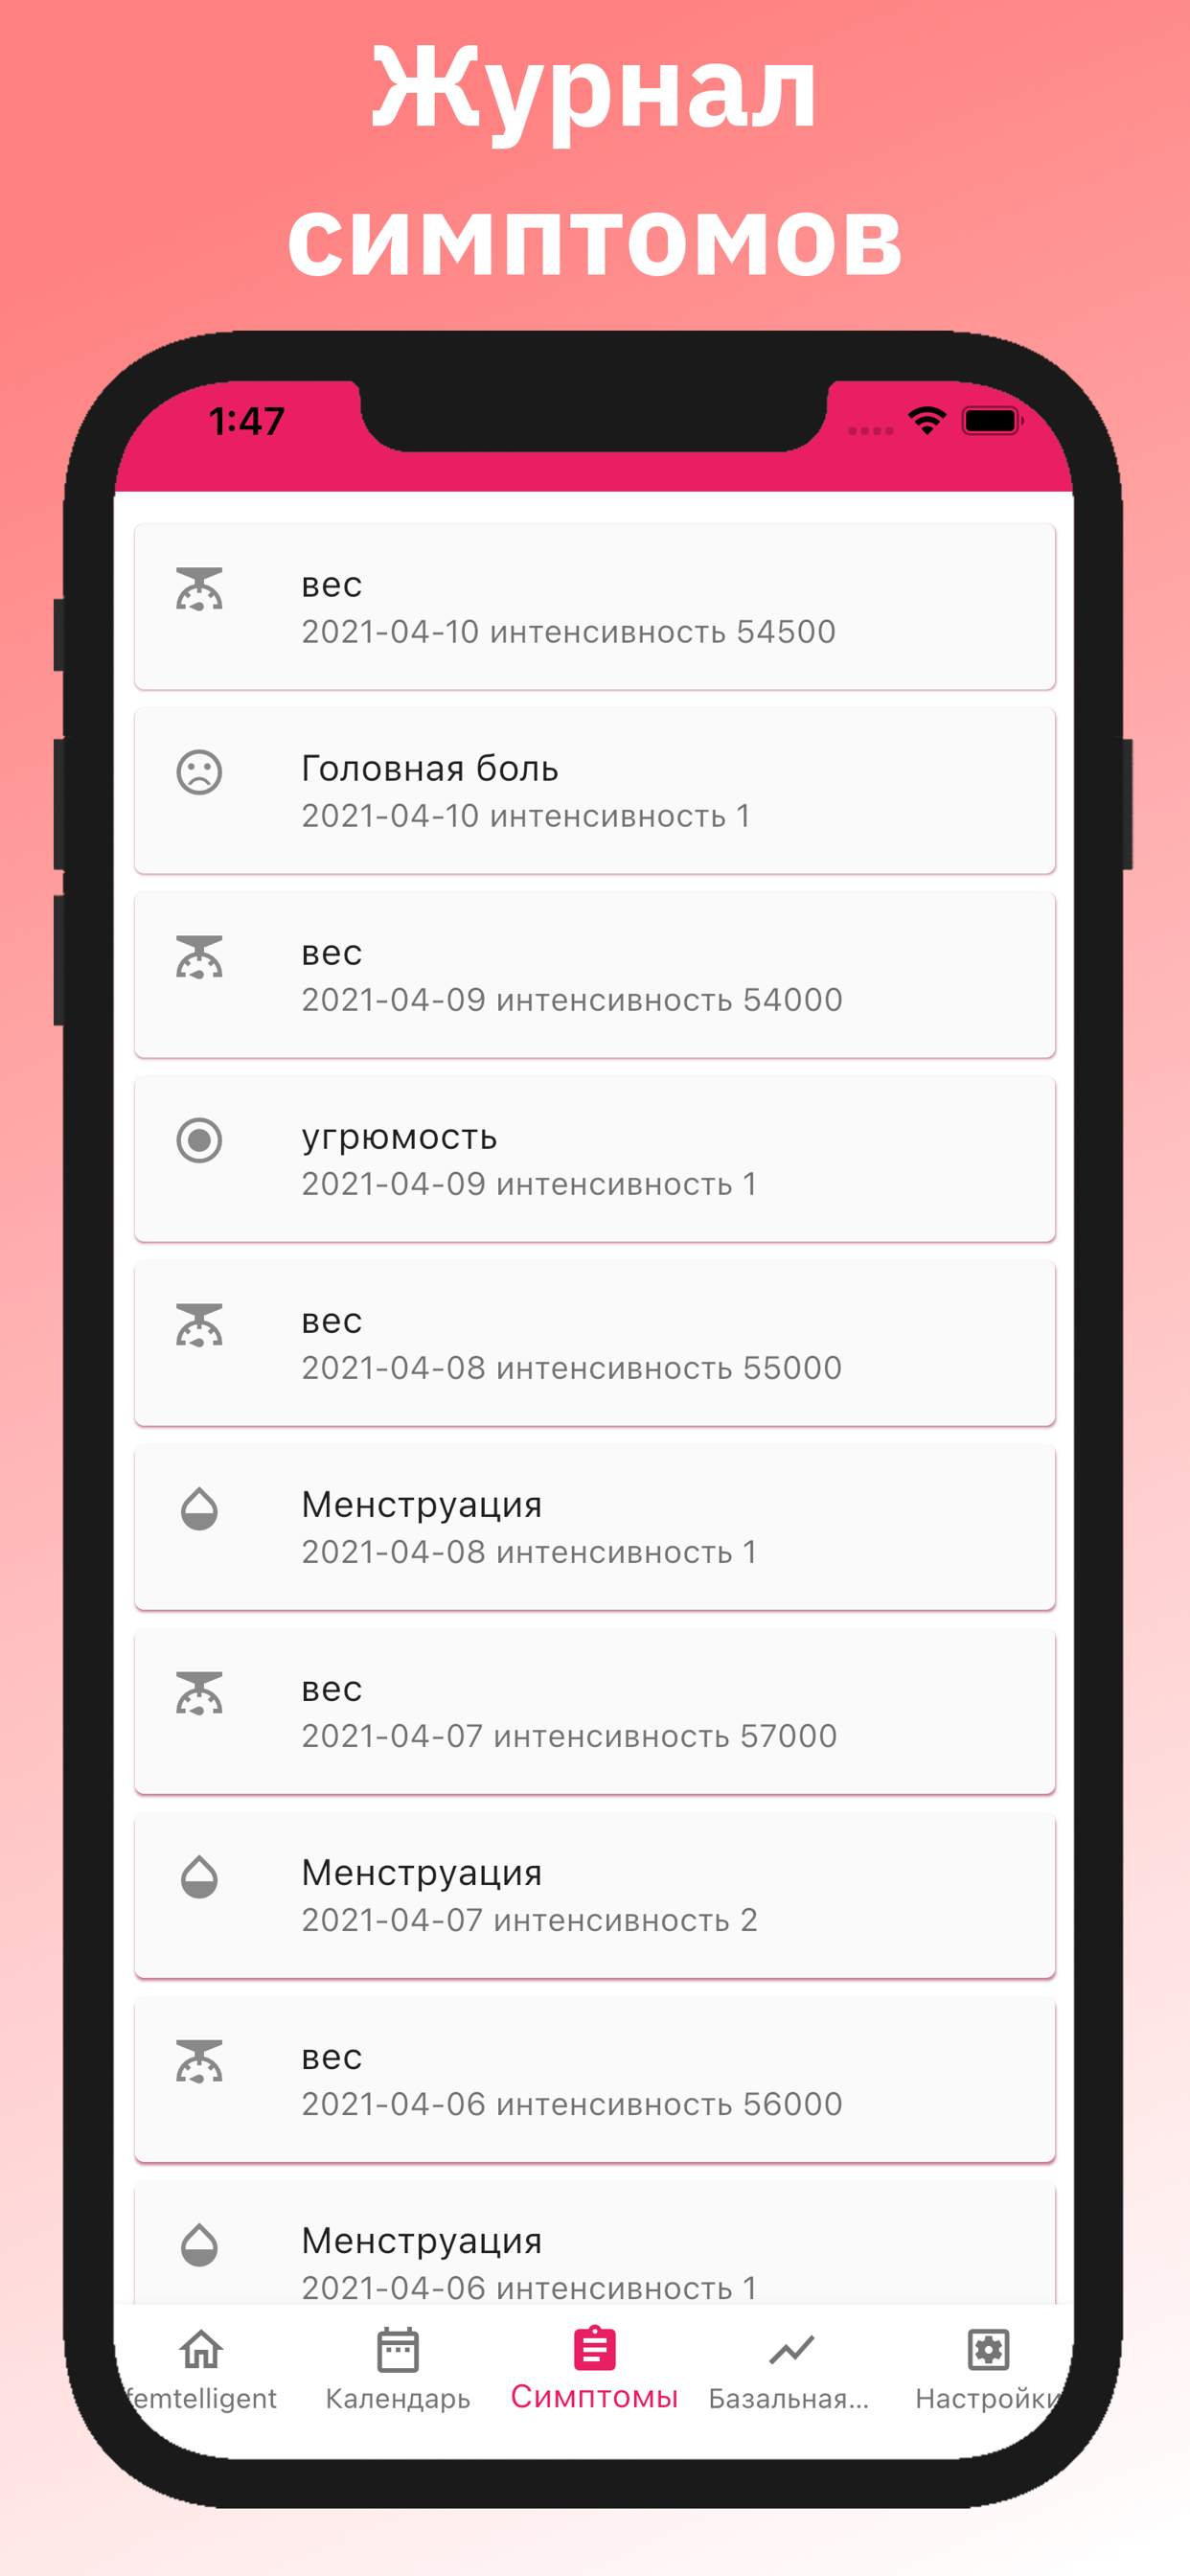 Журнал
симптомов
1:47
вес
2021-04-10 интенсивность 54500
Головная боль
2021-04-10 интенсивность 1
вес
2021-04-09 интенсивность 54000
угрюмость
2021-04-09 интенсивность 1
вес
2021-04-08 интенсивность 55000
Менструация
2021-04-08 интенсивность 1
вес
2021-04-07 интенсивность 57000
Менструация
2021-04-07 интенсивность 2
вес
2021-04-06 интенсивность 56000
Менструация
2021-04-06 интенсивность 1
femtelligent Календарь Симптомы Базальная... Настройки